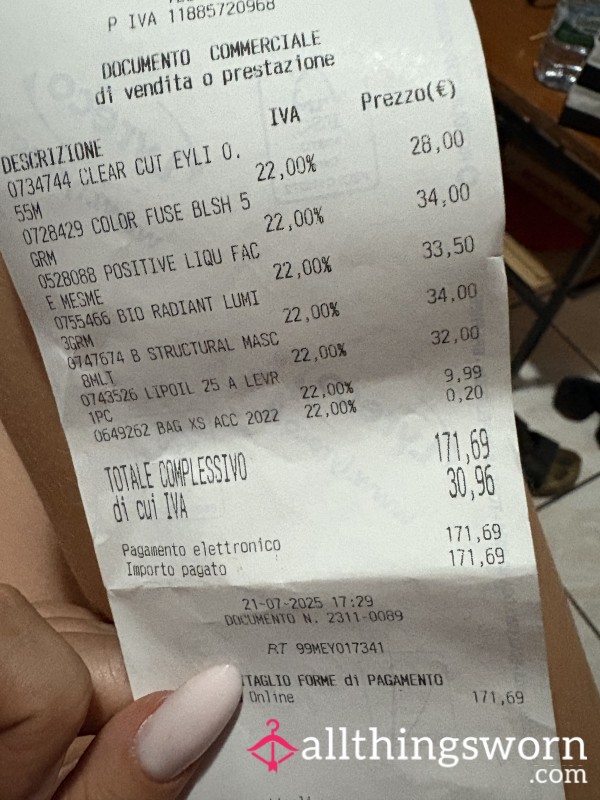 P IVA 11885720968
DOCUMENTO COMMERCIALE
di vendita o prestazione
DESCRIZIONE IVA Prezzo(€)
0734744 CLEAR CUT EYLI 0. 22,00% 28,00
55M
0728429 COLOR FUSE BLSH 5 22,00% 34,00
GRM
0528088 POSITIVE LIQU FAC 22,00% 33,50
E MESME
0755466 BIO RADIANT LUMI 22,00% 34,00
3GRM
0747674 B STRUCTURAL MASC 22,00% 32,00
8MLT
0743526 LIPOIL 25 A LEVR 22,00% 9,99
1PC
0649262 BAG XS ACC 2022 22,00% 0,20
TOTALE COMPLESSIVO 171,69
di cui IVA 30,96
Pagamento elettronico 171,69
Importo pagato 171,69
21-07-2025 17:29
DOCUMENTO N. 2311-0089
RT 99MEY017341
TTAGLIO FORME di PAGAMENTO
Online 171,69
allthingsworn
.com